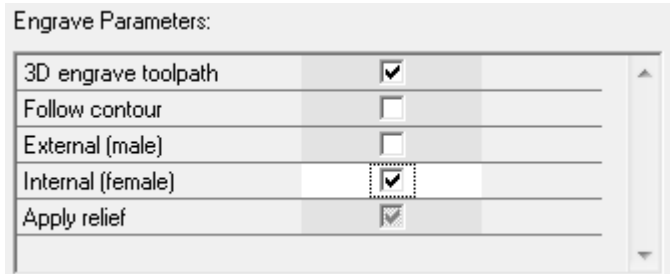 Engrave Parameters:
3D engrave toolpath
Follow contour
External (male)
Internal (female)
Apply relief